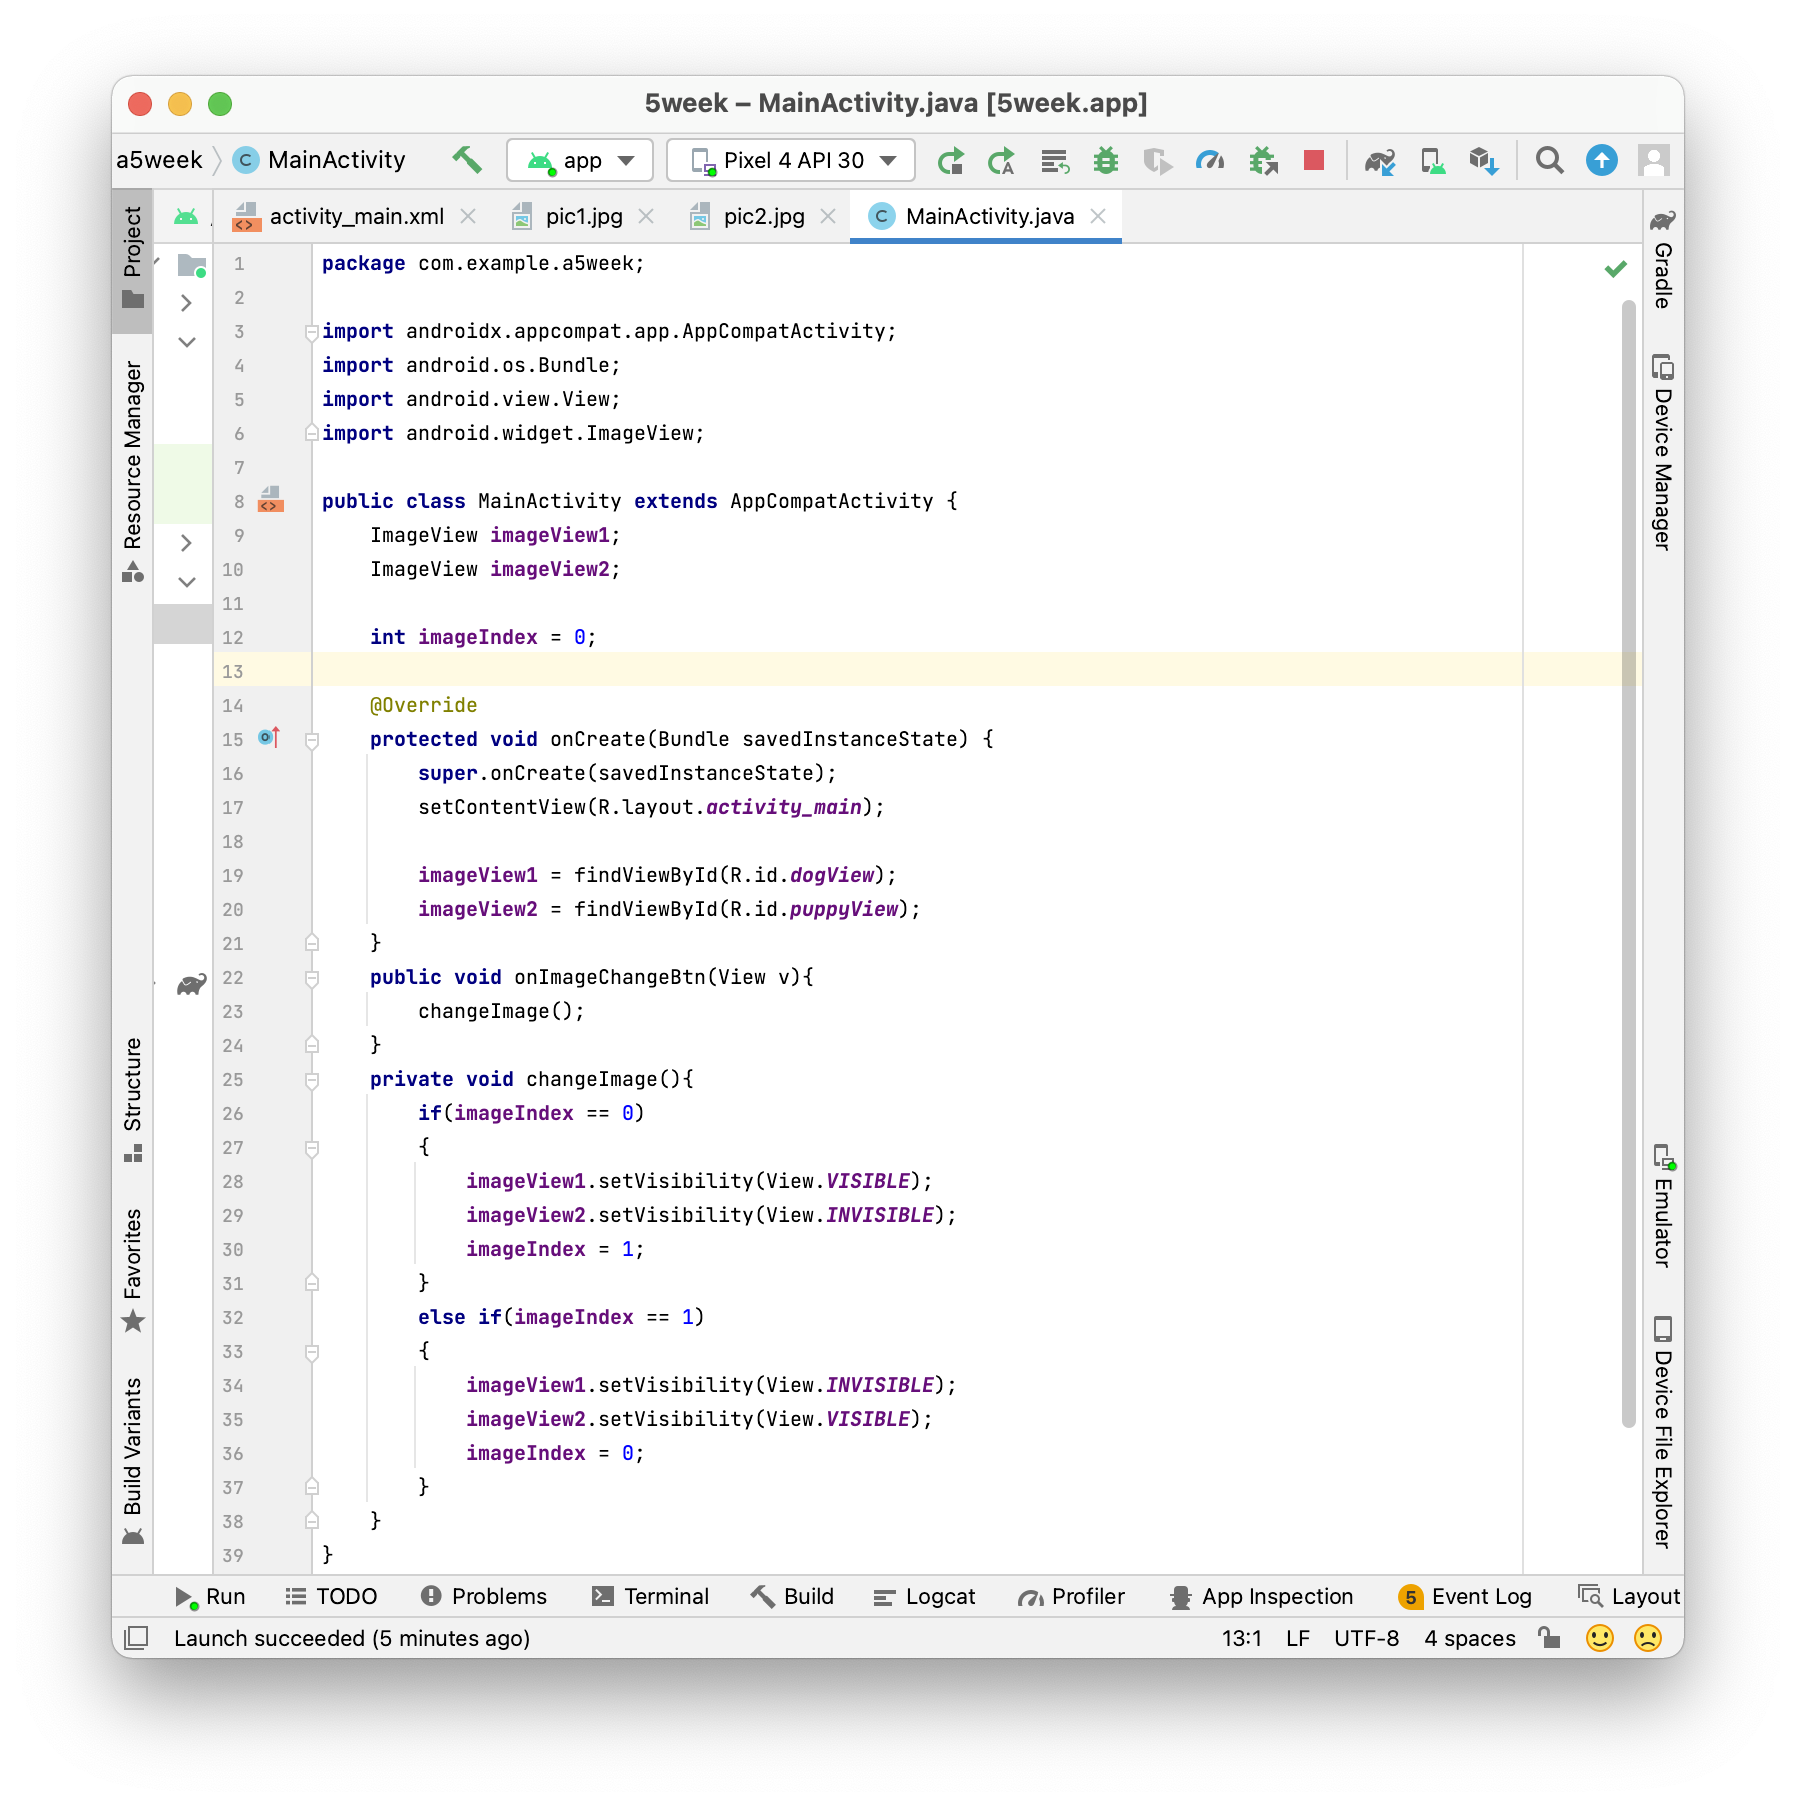 5week – MainActivity.java [5week.app]
a5week MainActivity app Pixel 4 API 30
activity_main.xml pic1.jpg pic2.jpg MainActivity.java
Project
Resource Manager
Structure
Favorites
Build Variants
1 package com.example.a5week;
2
3 import androidx.appcompat.app.AppCompatActivity;
4 import android.os.Bundle;
5 import android.view.View;
6 import android.widget.ImageView;
7
8 public class MainActivity extends AppCompatActivity {
9     ImageView imageView1;
10     ImageView imageView2;
11
12     int imageIndex = 0;
13
14     @Override
15     protected void onCreate(Bundle savedInstanceState) {
16         super.onCreate(savedInstanceState);
17         setContentView(R.layout.activity_main);
18
19         imageView1 = findViewById(R.id.dogView);
20         imageView2 = findViewById(R.id.puppyView);
21     }
22     public void onImageChangeBtn(View v){
23         changeImage();
24     }
25     private void changeImage(){
26         if(imageIndex == 0)
27         {
28             imageView1.setVisibility(View.VISIBLE);
29             imageView2.setVisibility(View.INVISIBLE);
30             imageIndex = 1;
31         }
32         else if(imageIndex == 1)
33         {
34             imageView1.setVisibility(View.INVISIBLE);
35             imageView2.setVisibility(View.VISIBLE);
36             imageIndex = 0;
37         }
38     }
39 }
Gradle
Device Manager
Emulator
Device File Explorer
Run TODO Problems Terminal Build Logcat Profiler App Inspection 5 Event Log Layout
Launch succeeded (5 minutes ago) 13:1 LF UTF-8 4 spaces